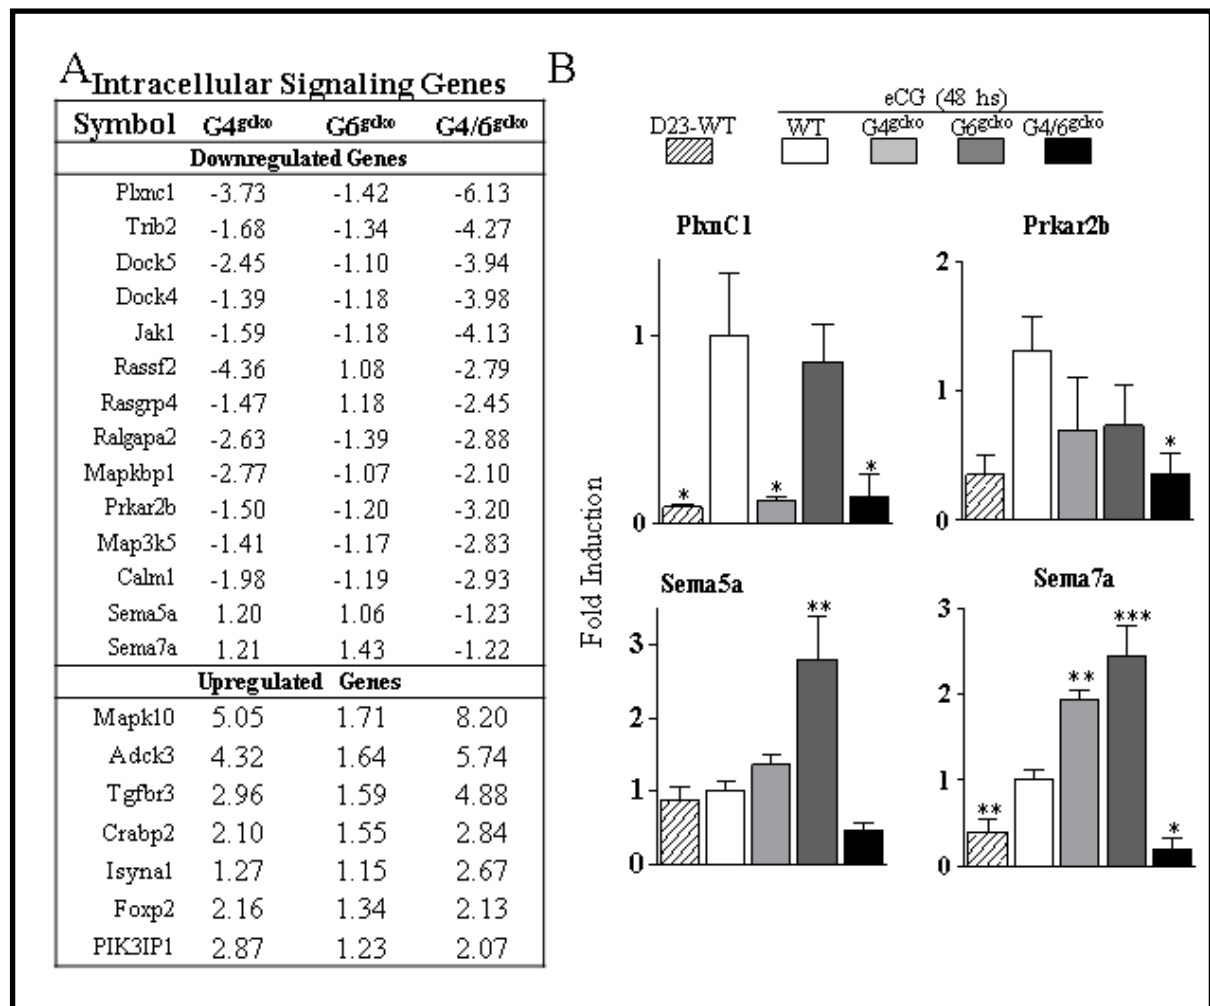 A Intracellular Signaling Genes
Symbol G4gdko G6gdko G4/6gdko
Downregulated Genes
Plxnc1 -3.73 -1.42 -6.13
Trib2 -1.68 -1.34 -4.27
Dock5 -2.45 -1.10 -3.94
Dock4 -1.39 -1.18 -3.98
Jak1 -1.59 -1.18 -4.13
Rassf2 -4.36 1.08 -2.79
Rasgrp4 -1.47 1.18 -2.45
Ralgapa2 -2.63 -1.39 -2.88
Mapkbp1 -2.77 -1.07 -2.10
Prkar2b -1.50 -1.20 -3.20
Map3k5 -1.41 -1.17 -2.83
Calm1 -1.98 -1.19 -2.93
Sema5a 1.20 1.06 -1.23
Sema7a 1.21 1.43 -1.22
Upregulated Genes
Mapk10 5.05 1.71 8.20
Adck3 4.32 1.64 5.74
Tgfbr3 2.96 1.59 4.88
Crabp2 2.10 1.55 2.84
Isyna1 1.27 1.15 2.67
Foxp2 2.16 1.34 2.13
PIK3IP1 2.87 1.23 2.07
B
eCG (48 hs)
D23-WT WT G4gdko G6gdko G4/6gdko
Fold Induction
PlxnC1
1
0
* * *
Prkar2b
2
1
0
*
Sema5a
3
2
1
0
**
Sema7a
3
2
1
0
** ** *** *